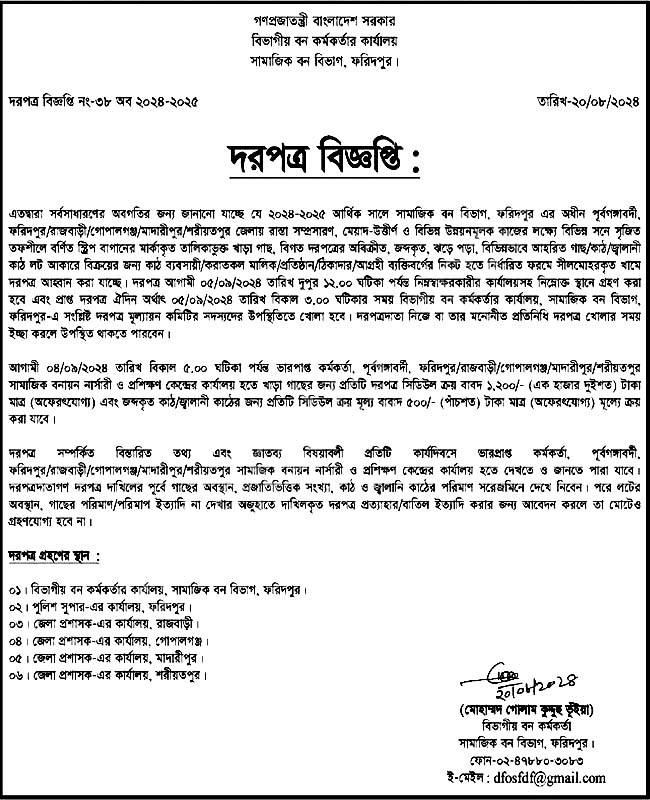 গণপ্রজাতন্ত্রী বাংলাদেশ সরকার
বিভাগীয় বন কর্মকর্তার কার্যালয়
সামাজিক বন বিভাগ, ফরিদপুর।
দরপত্র বিজ্ঞপ্তি নং-৩৮ অব ২০২৪-২০২৫ তারিখ-২০/০৮/২০২৪
দরপত্র বিজ্ঞপ্তি :
এতদ্বারা সর্বসাধারণের অবগতির জন্য জানানো যাচ্ছে যে ২০২৪-২০২৫ আর্থিক সালে সামাজিক বন বিভাগ, ফরিদপুর এর অধীন পূর্বগঙ্গাবর্দী,
ফরিদপুর/রাজবাড়ী/গোপালগঞ্জ/মাদারীপুর/শরীয়তপুর জেলায় রাস্তা সম্প্রসারণ, মেয়াদ-উত্তীর্ণ ও বিভিন্ন উন্নয়নমূলক কাজের লক্ষ্যে বিভিন্ন সনে সৃজিত
তফশীলে বর্ণিত স্ট্রিপ বাগানের মার্কাকৃত তালিকাভুক্ত খাড়া গাছ, বিগত দরপত্রের অবিক্রীত, জব্দকৃত, ঝড়ে পড়া, বিভিন্নভাবে আহরিত গাছ/কাঠ/জ্বালানী
কাঠ লট আকারে বিক্রয়ের জন্য কাঠ ব্যবসায়ী/করাতকল মালিক/প্রতিষ্ঠান/ঠিকাদার/আগ্রহী ব্যক্তিবর্গের নিকট হতে নির্ধারিত ফরমে সীলমোহরকৃত খামে
দরপত্র আহ্বান করা যাচ্ছে। দরপত্র আগামী ০৫/০৯/২০২৪ তারিখ দুপুর ১২.০০ ঘটিকা পর্যন্ত নিম্নস্বাক্ষরকারীর কার্যালয়সহ নিম্নোক্ত স্থানে গ্রহণ করা
হবে এবং প্রাপ্ত দরপত্র ঐদিন অর্থাৎ ০৫/০৯/২০২৪ তারিখ বিকাল ৩.০০ ঘটিকার সময় বিভাগীয় বন কর্মকর্তার কার্যালয়, সামাজিক বন বিভাগ,
ফরিদপুর-এ সংশ্লিষ্ট দরপত্র মূল্যায়ন কমিটির সদস্যদের উপস্থিতিতে খোলা হবে। দরপত্রদাতা নিজে বা তার মনোনীত প্রতিনিধি দরপত্র খোলার সময়
ইচ্ছা করলে উপস্থিত থাকতে পারবেন।
আগামী ০৪/০৯/২০২৪ তারিখ বিকাল ৫.০০ ঘটিকা পর্যন্ত ভারপ্রাপ্ত কর্মকর্তা, পূর্বগঙ্গাবর্দী, ফরিদপুর/রাজবাড়ী/গোপালগঞ্জ/মাদারীপুর/শরীয়তপুর
সামাজিক বনায়ন নার্সারী ও প্রশিক্ষণ কেন্দ্রের কার্যালয় হতে খাড়া গাছের জন্য প্রতিটি দরপত্র সিডিউল ক্রয় বাবদ ১,২০০/- (এক হাজার দুইশত) টাকা
মাত্র (অফেরৎযোগ্য) এবং জব্দকৃত কাঠ/জ্বালানী কাঠের জন্য প্রতিটি সিডিউল ক্রয় মূল্য বাবদ ৫০০/- (পাঁচশত) টাকা মাত্র (অফেরৎযোগ্য) মূল্যে ক্রয়
করা যাবে।
দরপত্র সম্পর্কিত বিস্তারিত তথ্য এবং জ্ঞাতব্য বিষয়াবলী প্রতিটি কার্যদিবসে ভারপ্রাপ্ত কর্মকর্তা, পূর্বগঙ্গাবর্দী,
ফরিদপুর/রাজবাড়ী/গোপালগঞ্জ/মাদারীপুর/শরীয়তপুর সামাজিক বনায়ন নার্সারী ও প্রশিক্ষণ কেন্দ্রের কার্যালয় হতে দেখতে ও জানতে পারা যাবে।
দরপত্রদাতাগণ দরপত্র দাখিলের পূর্বে গাছের অবস্থান, প্রজাতিভিত্তিক সংখ্যা, কাঠ ও জ্বালানি কাঠের পরিমাণ সরেজমিনে দেখে নিবেন। পরে লটের
অবস্থান, গাছের পরিমাণ/পরিমাপ ইত্যাদি না দেখার অজুহাতে দাখিলকৃত দরপত্র প্রত্যাহার/বাতিল ইত্যাদি করার জন্য আবেদন করলে তা মোটেও
গ্রহণযোগ্য হবে না।
দরপত্র গ্রহণের স্থান :
০১। বিভাগীয় বন কর্মকর্তার কার্যালয়, সামাজিক বন বিভাগ, ফরিদপুর।
০২। পুলিশ সুপার-এর কার্যালয়, ফরিদপুর।
০৩। জেলা প্রশাসক-এর কার্যালয়, রাজবাড়ী।
০৪। জেলা প্রশাসক-এর কার্যালয়, গোপালগঞ্জ।
০৫। জেলা প্রশাসক-এর কার্যালয়, মাদারীপুর।
০৬। জেলা প্রশাসক-এর কার্যালয়, শরীয়তপুর।
২০/০৮/২০২৪
(মোহাম্মদ গোলাম কুদ্দুছ ভূঁইয়া)
বিভাগীয় বন কর্মকর্তা
সামাজিক বন বিভাগ, ফরিদপুর।
ফোন-০২-৪৭৮৮০-৩০৮৩
ই-মেইল : dfosfdf@gmail.com